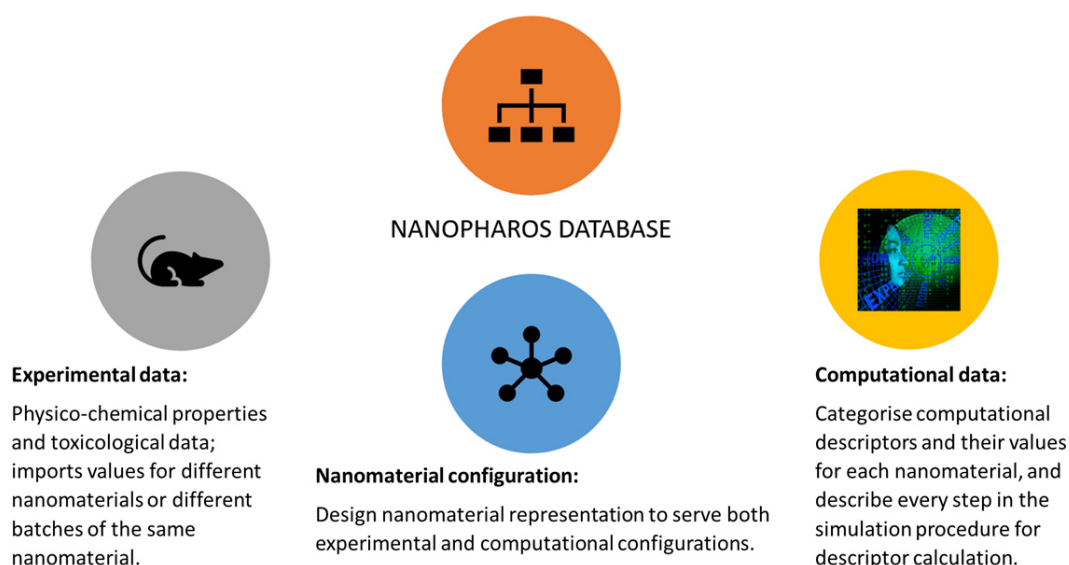 NANOPHAROS DATABASE
Experimental data:
Physico-chemical properties
and toxicological data;
imports values for different
nanomaterials or different
batches of the same
nanomaterial.
Nanomaterial configuration:
Design nanomaterial representation to serve both
experimental and computational configurations.
Computational data:
Categorise computational
descriptors and their values
for each nanomaterial, and
describe every step in the
simulation procedure for
descriptor calculation.